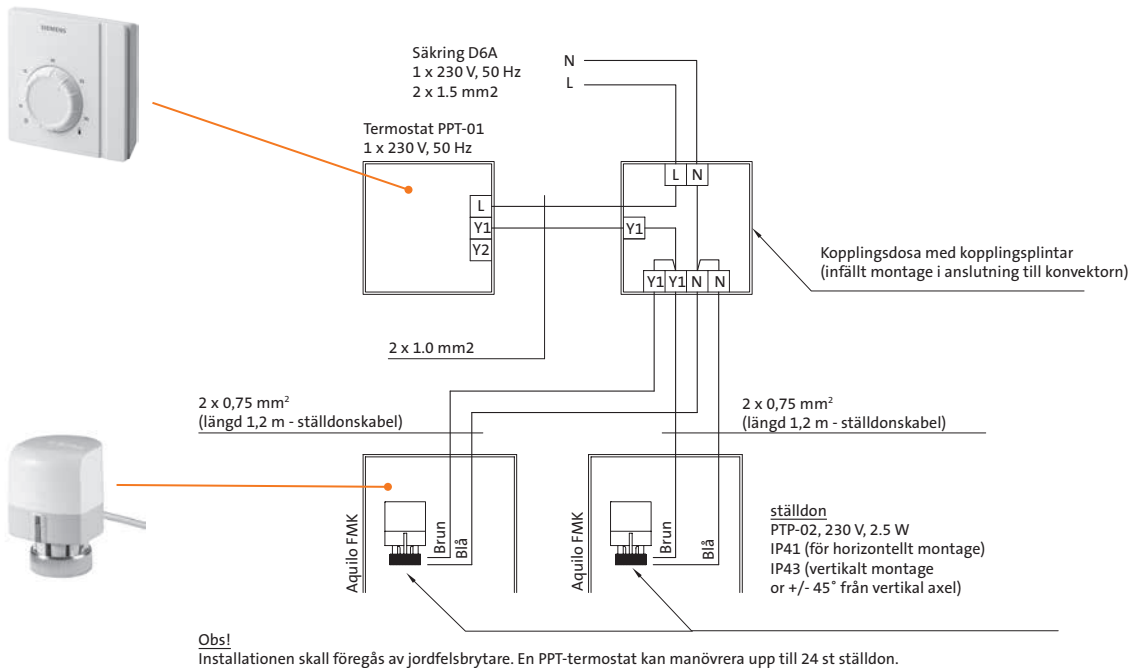 SIEMENS
Säkring D6A
1 x 230 V, 50 Hz
2 x 1.5 mm2
N
L
Termostat PPT-01
1 x 230 V, 50 Hz
L
Y1
Y2
L N
Y1
Y1 Y1 N N
Kopplingsdosa med kopplingsplintar
(infällt montage i anslutning till konvektorn)
2 x 1.0 mm2
2 x 0,75 mm²
(längd 1,2 m - ställdonskabel)
2 x 0,75 mm²
(längd 1,2 m - ställdonskabel)
Aquilo FMK
Brun
Blå
Aquilo FMK
Brun
Blå
ställdon
PTP-02, 230 V, 2.5 W
IP41 (för horizontellt montage)
IP43 (vertikalt montage
or +/- 45˚ från vertikal axel)
Obs!
Installationen skall föregås av jordfelsbrytare. En PPT-termostat kan manövrera upp till 24 st ställdon.